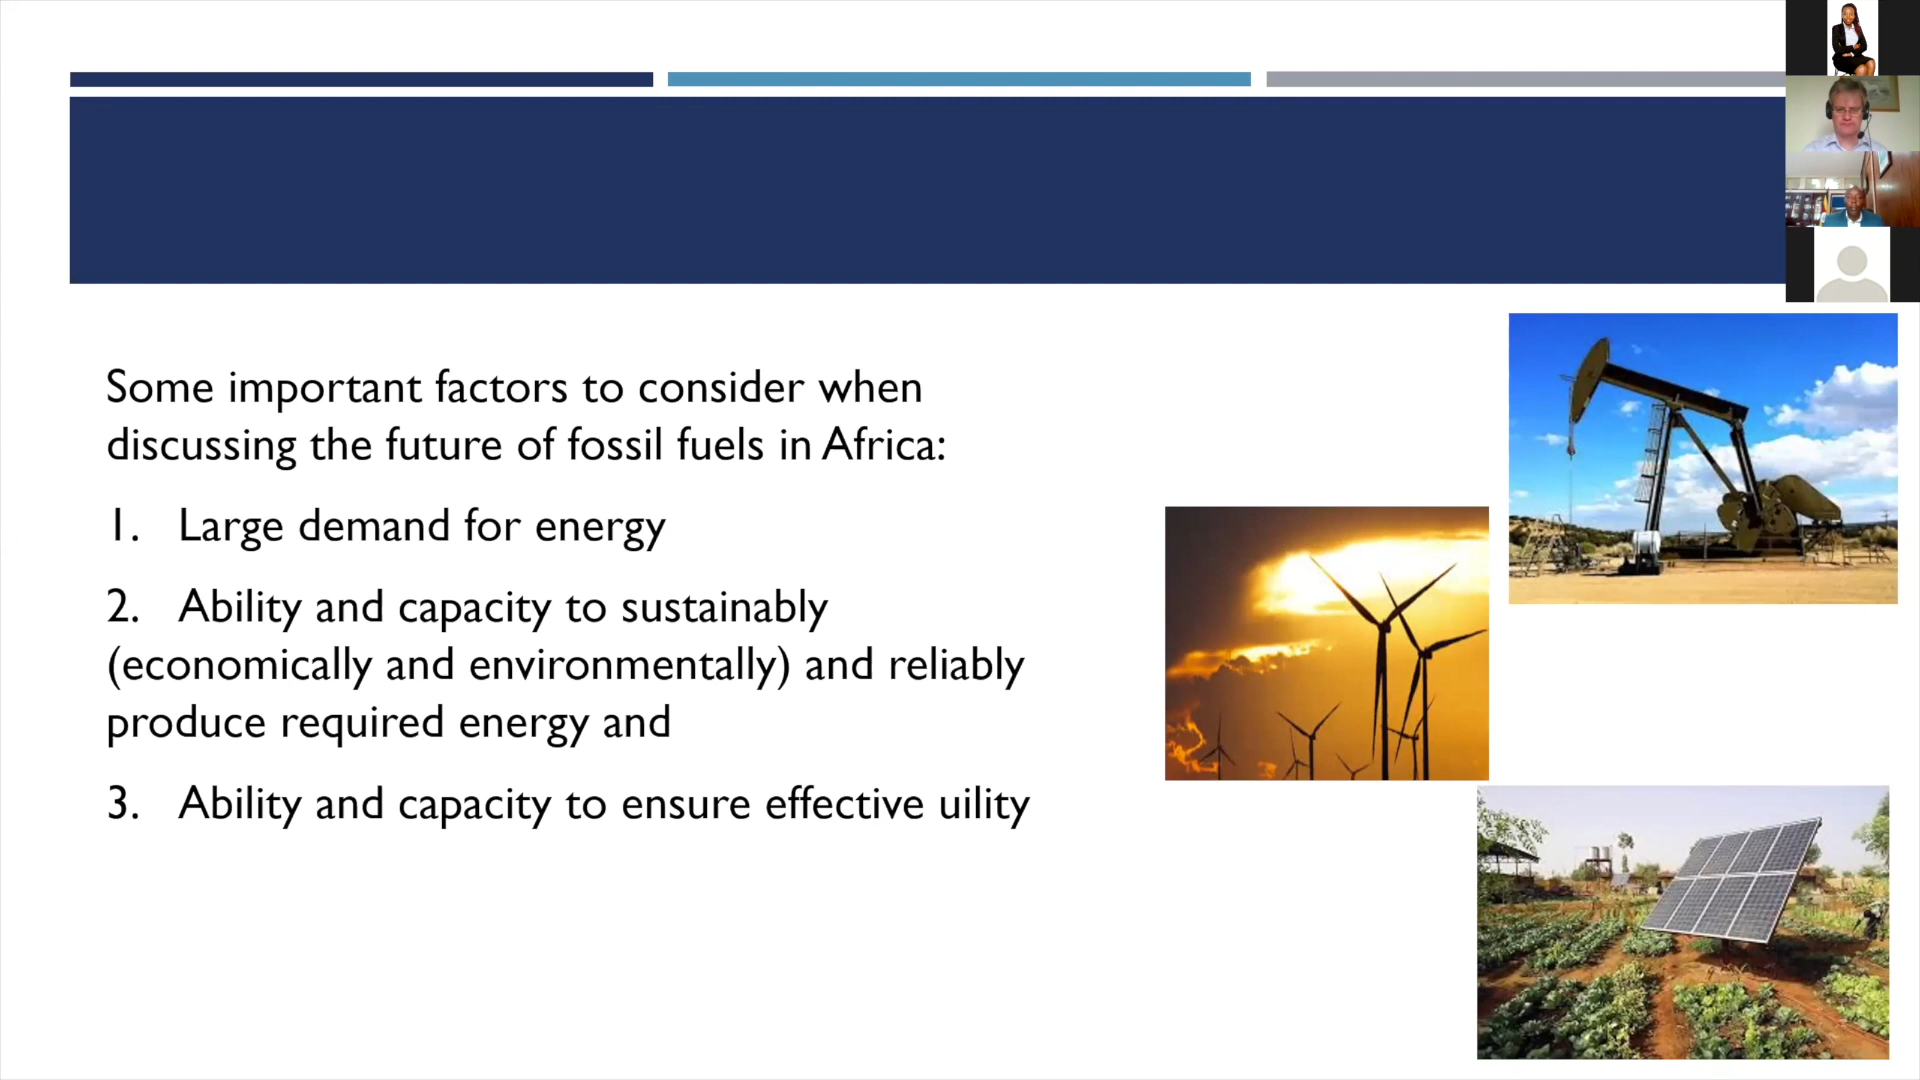 Some important factors to consider when
discussing the future of fossil fuels in Africa:
1. Large demand for energy
2. Ability and capacity to sustainably
(economically and environmentally) and reliably
produce required energy and
3. Ability and capacity to ensure effective uility